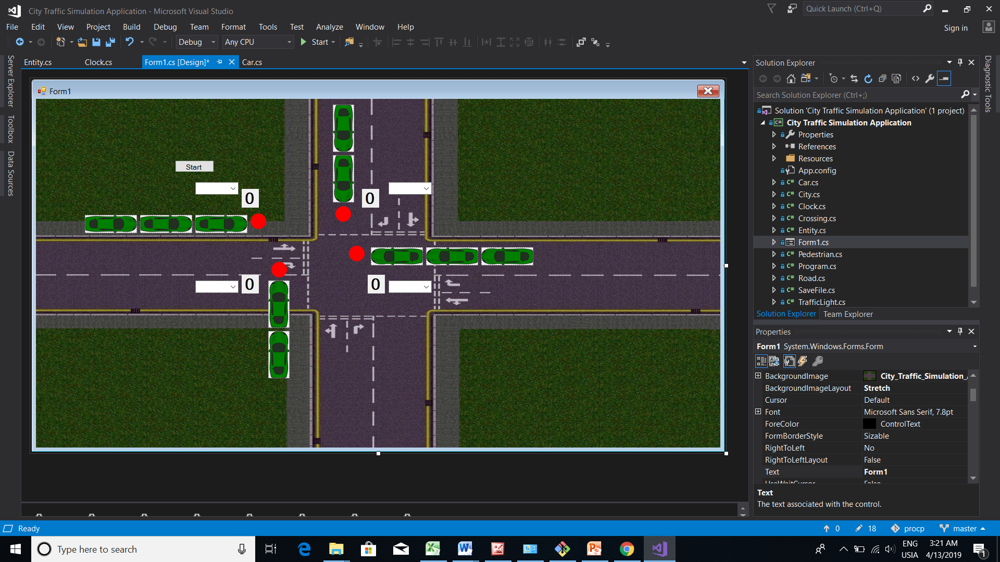 City Traffic Simulation Application - Microsoft Visual Studio
Quick Launch (Ctrl+Q)
File Edit View Project Build Debug Team Format Tools Test Analyze Window Help
Sign in
Debug Any CPU Start
Server Explorer
Toolbox
Data Sources
Entity.cs Clock.cs Form1.cs [Design]* Car.cs
Form1
Start
0
0
0
0
Solution Explorer
Search Solution Explorer (Ctrl+;)
Solution 'City Traffic Simulation Application' (1 project)
C# City Traffic Simulation Application
Properties
References
Resources
App.config
C# Car.cs
C# City.cs
C# Clock.cs
C# Crossing.cs
C# Entity.cs
Form1.cs
C# Pedestrian.cs
C# Program.cs
C# Road.cs
C# SaveFile.cs
C# TrafficLight.cs
Solution Explorer Team Explorer
Diagnostic Tools
Properties
Form1 System.Windows.Forms.Form
BackgroundImage City_Traffic_Simulation_
BackgroundImageLayout Stretch
Cursor Default
Font Microsoft Sans Serif, 7.8pt
ForeColor ControlText
FormBorderStyle Sizable
RightToLeft No
RightToLeftLayout False
Text Form1
UseWaitCursor False
Text
The text associated with the control.
Ready
0 18 procp master
Type here to search
ENG
USIA
3:21 AM
4/13/2019
1